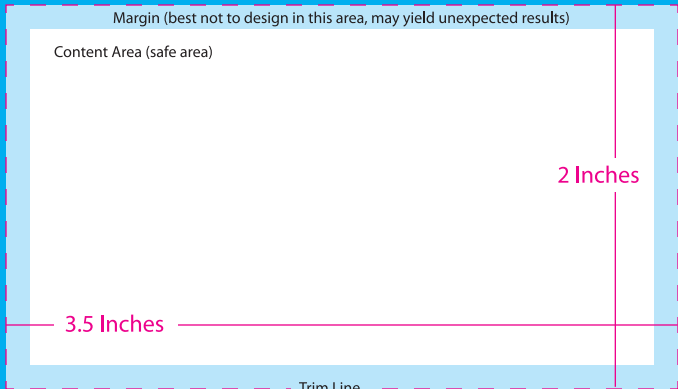 Margin (best not to design in this area, may yield unexpected results)
Content Area (safe area)
2 Inches
3.5 Inches
Trim Line